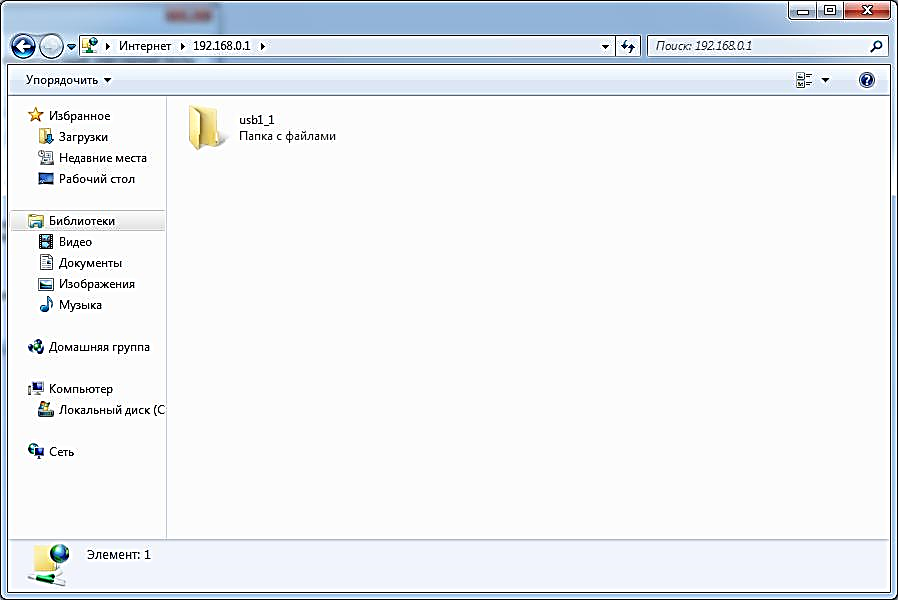 Интернет 192.168.0.1
Поиск: 192.168.0.1
Упорядочить
Избранное
Загрузки
Недавние места
Рабочий стол
Библиотеки
Видео
Документы
Изображения
Музыка
Домашняя группа
Компьютер
Локальный диск (C
Сеть
usb1_1
Папка с файлами
Элемент: 1